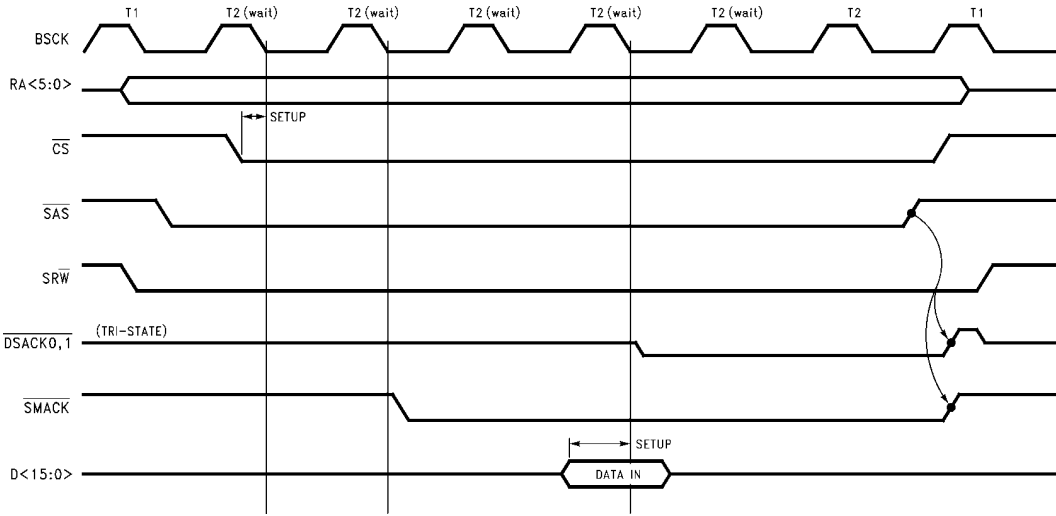 T1 T2 (wait) T2 (wait) T2 (wait) T2 (wait) T2 (wait) T2 T1
BSCK
RA<5:0>
SETUP
CS
SAS
SRW
DSACK0,1 (TRI-STATE)
SMACK
SETUP
D<15:0> DATA IN